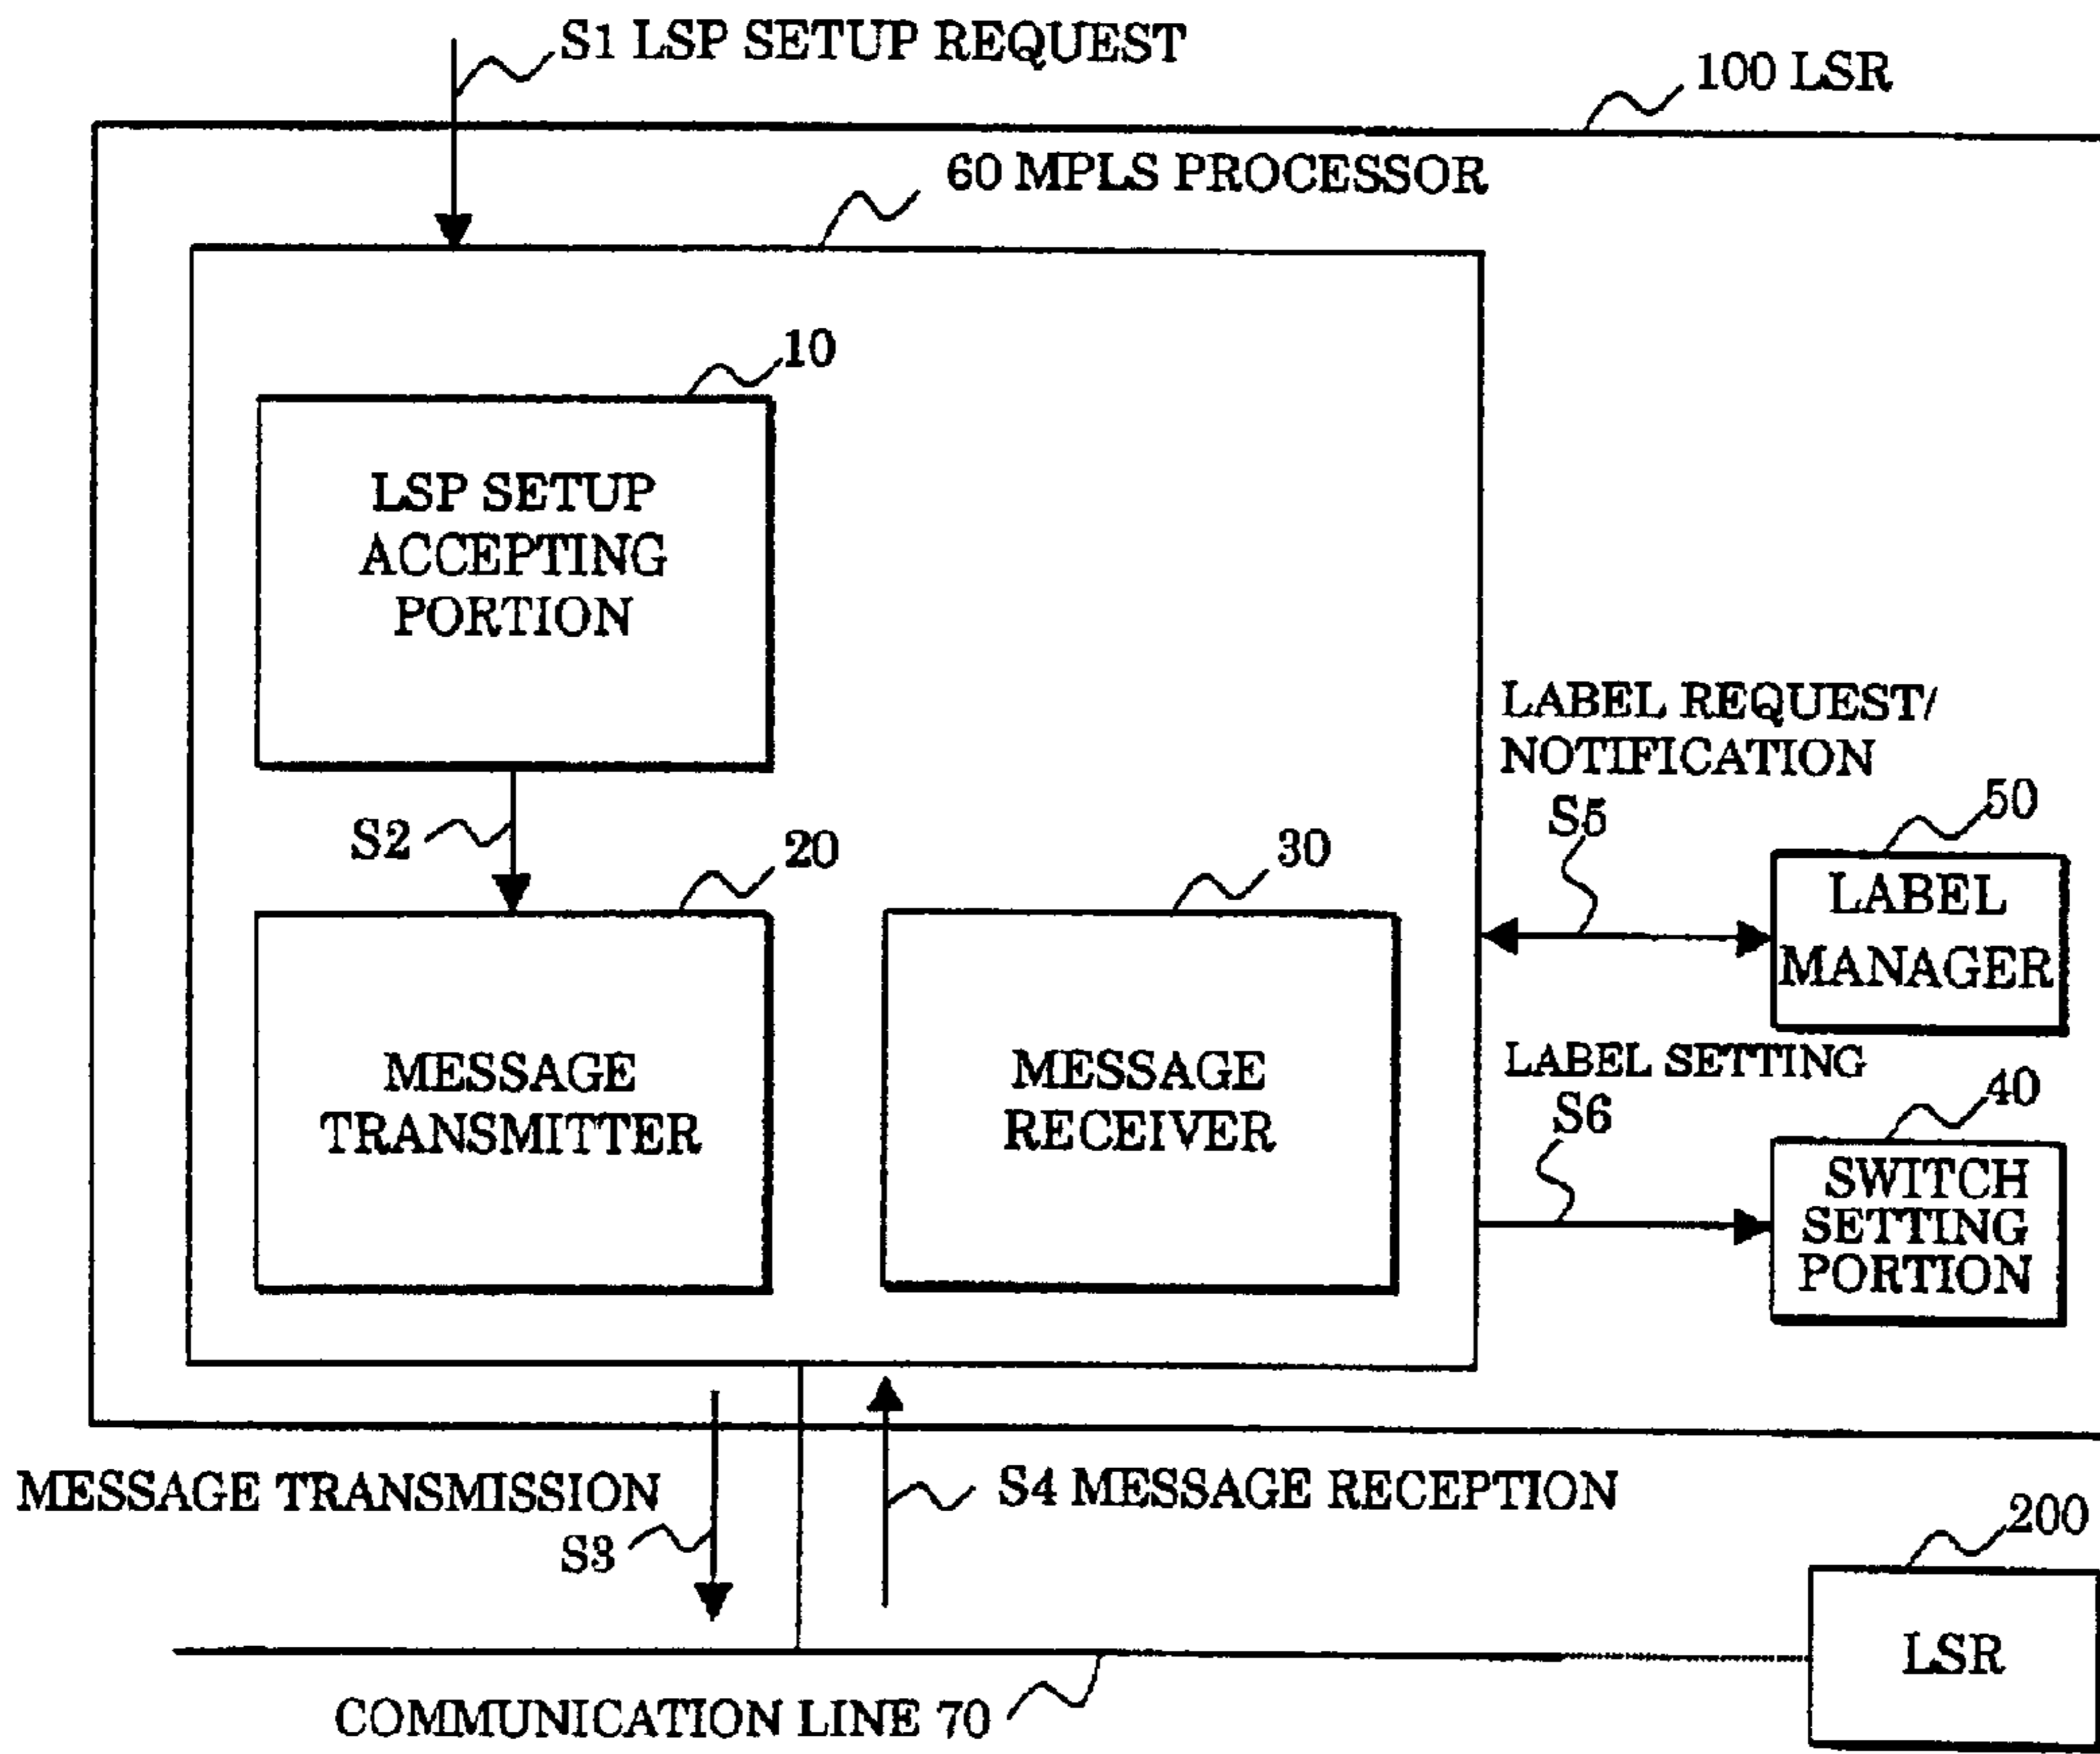 S1 LSP SETUP REQUEST
100 LSR
60 MPLS PROCESSOR
10
LSP SETUP
ACCEPTING
PORTION
S2
20
30
MESSAGE
TRANSMITTER
MESSAGE
RECEIVER
LABEL REQUEST/
NOTIFICATION
S5
50
LABEL
MANAGER
LABEL SETTING
S6
40
SWITCH
SETTING
PORTION
MESSAGE TRANSMISSION
S3
S4 MESSAGE RECEPTION
200
LSR
COMMUNICATION LINE 70